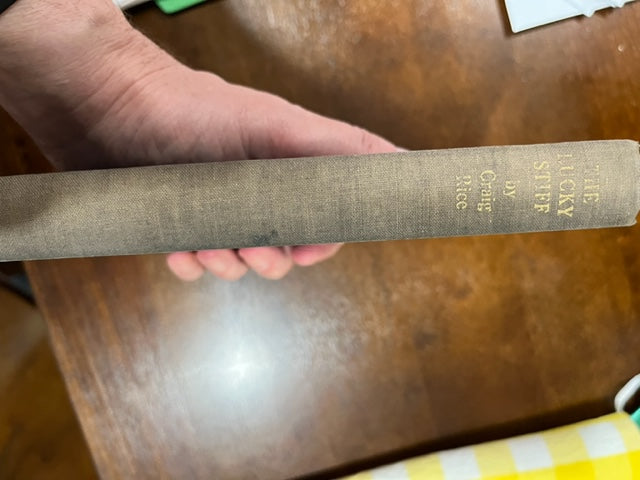 THE
LUCKY
STIFF
by
Craig
Rice